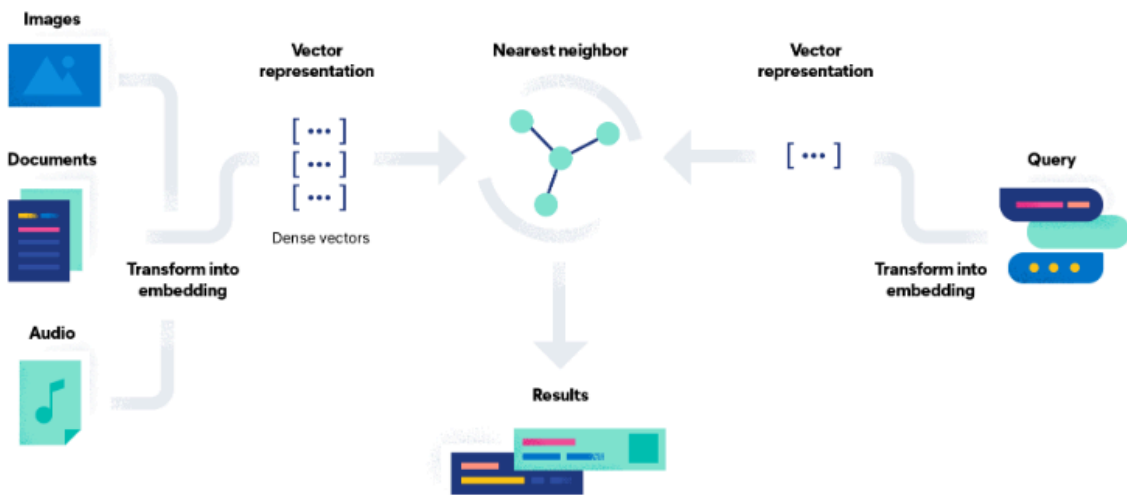 Images
Documents
Audio
Transform into
embedding
Vector
representation
[ ••• ]
[ ••• ]
[ ••• ]
Dense vectors
Nearest neighbor
Results
Vector
representation
[ ••• ]
Transform into
embedding
Query